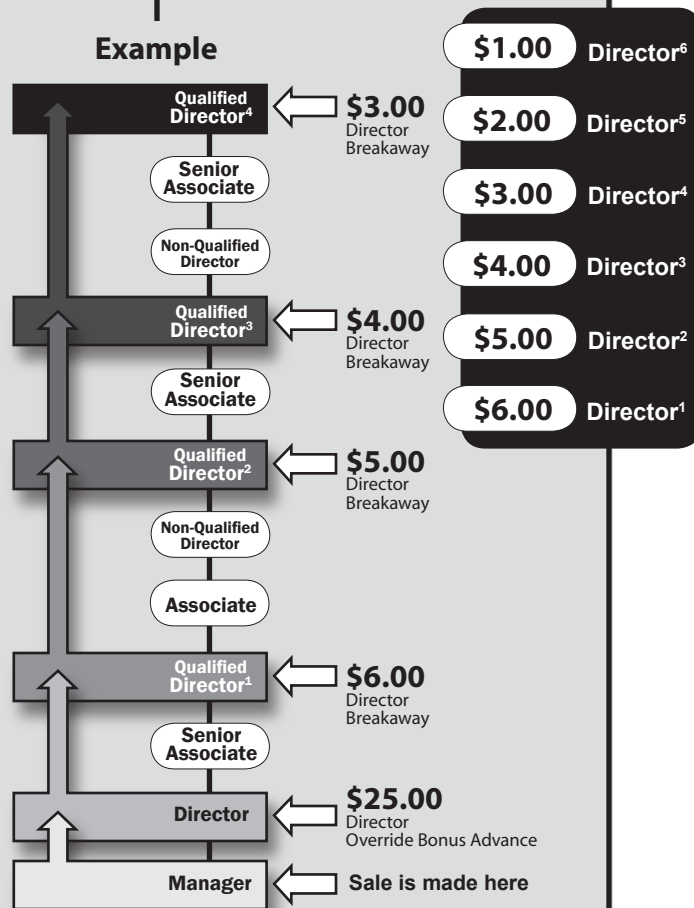 Example
Qualified
Director⁴
$3.00
Director
Breakaway
Senior
Associate
Non-Qualified
Director
Qualified
Director³
$4.00
Director
Breakaway
Senior
Associate
Qualified
Director²
$5.00
Director
Breakaway
Non-Qualified
Director
Associate
Qualified
Director¹
$6.00
Director
Breakaway
Senior
Associate
Director
$25.00
Director
Override Bonus Advance
Manager
Sale is made here
$1.00 Director⁶
$2.00 Director⁵
$3.00 Director⁴
$4.00 Director³
$5.00 Director²
$6.00 Director¹